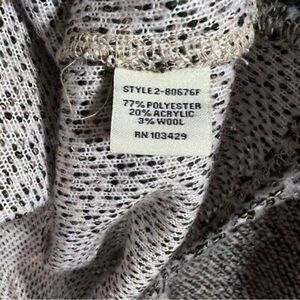 STYLE 2-80676F
77% POLYESTER
20% ACRYLIC
3% WOOL
RN 103429